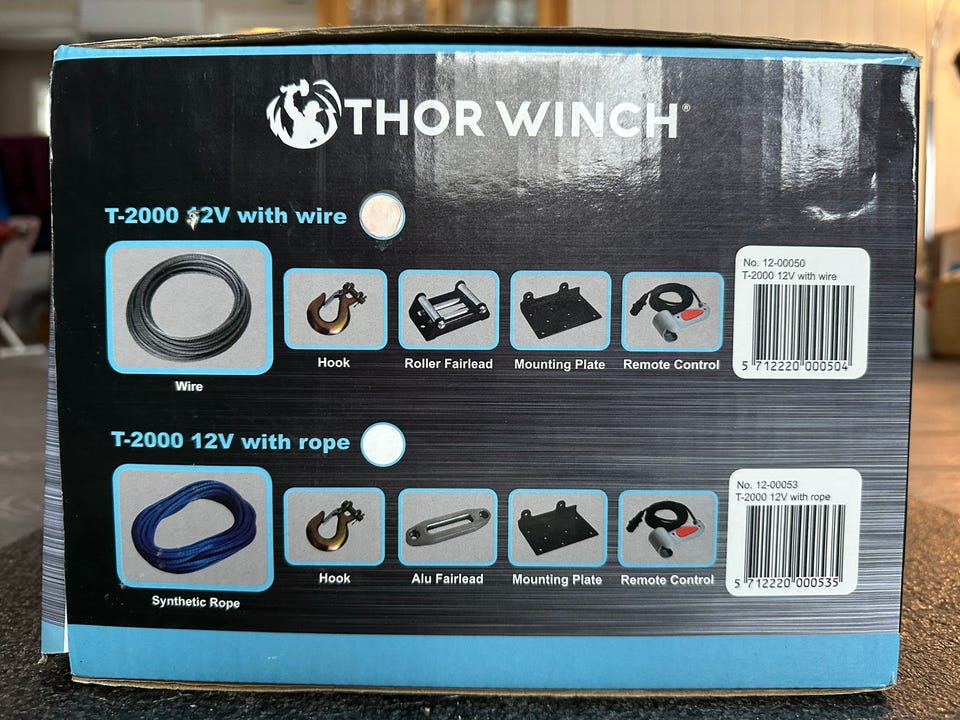 THOR WINCH®
T-2000 12V with wire
Wire
Hook
Roller Fairlead
Mounting Plate
Remote Control
No. 12-00050
T-2000 12V with wire
5 712220 000504
T-2000 12V with rope
Synthetic Rope
Hook
Alu Fairlead
Mounting Plate
Remote Control
No. 12-00053
T-2000 12V with rope
5 712220 000535